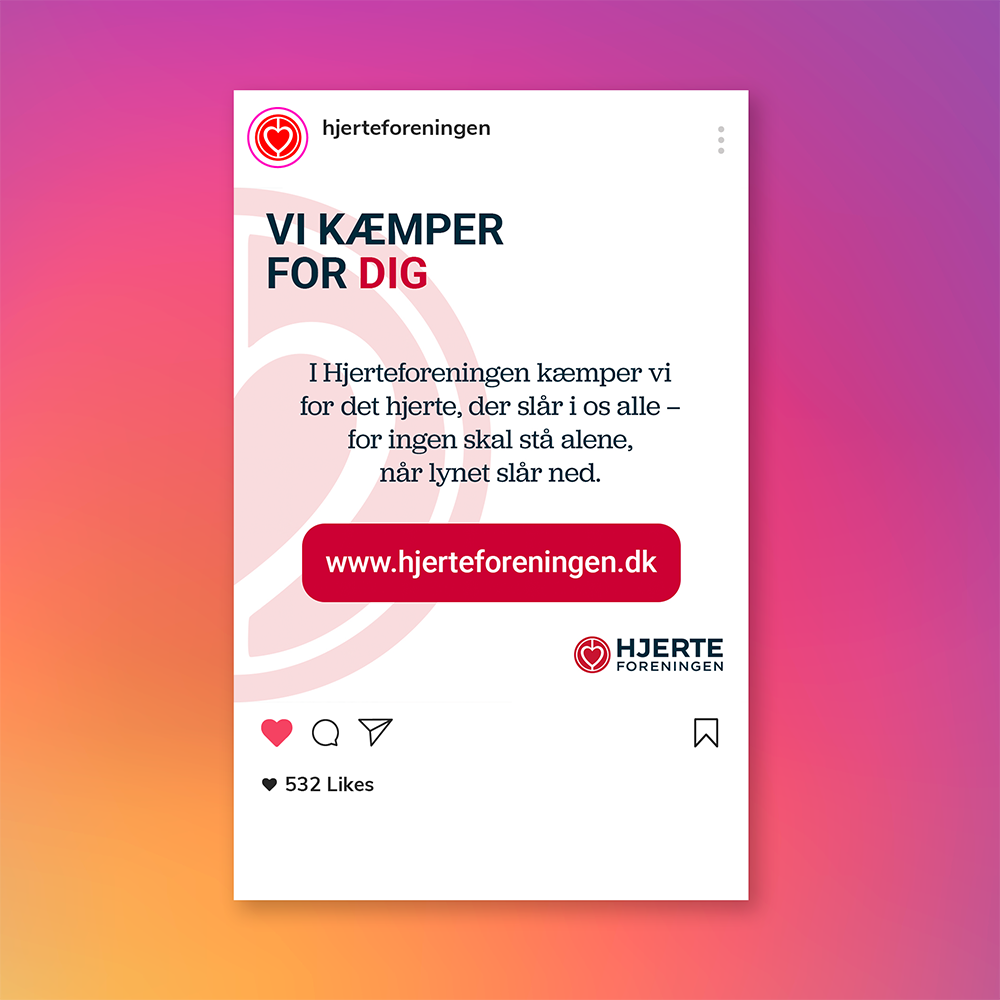 hjerteforeningen
VI KÆMPER
FOR DIG
I Hjerteforeningen kæmper vi
for det hjerte, der slår i os alle –
for ingen skal stå alene,
når lynet slår ned.
www.hjerteforeningen.dk
HJERTE
FORENINGEN
532 Likes